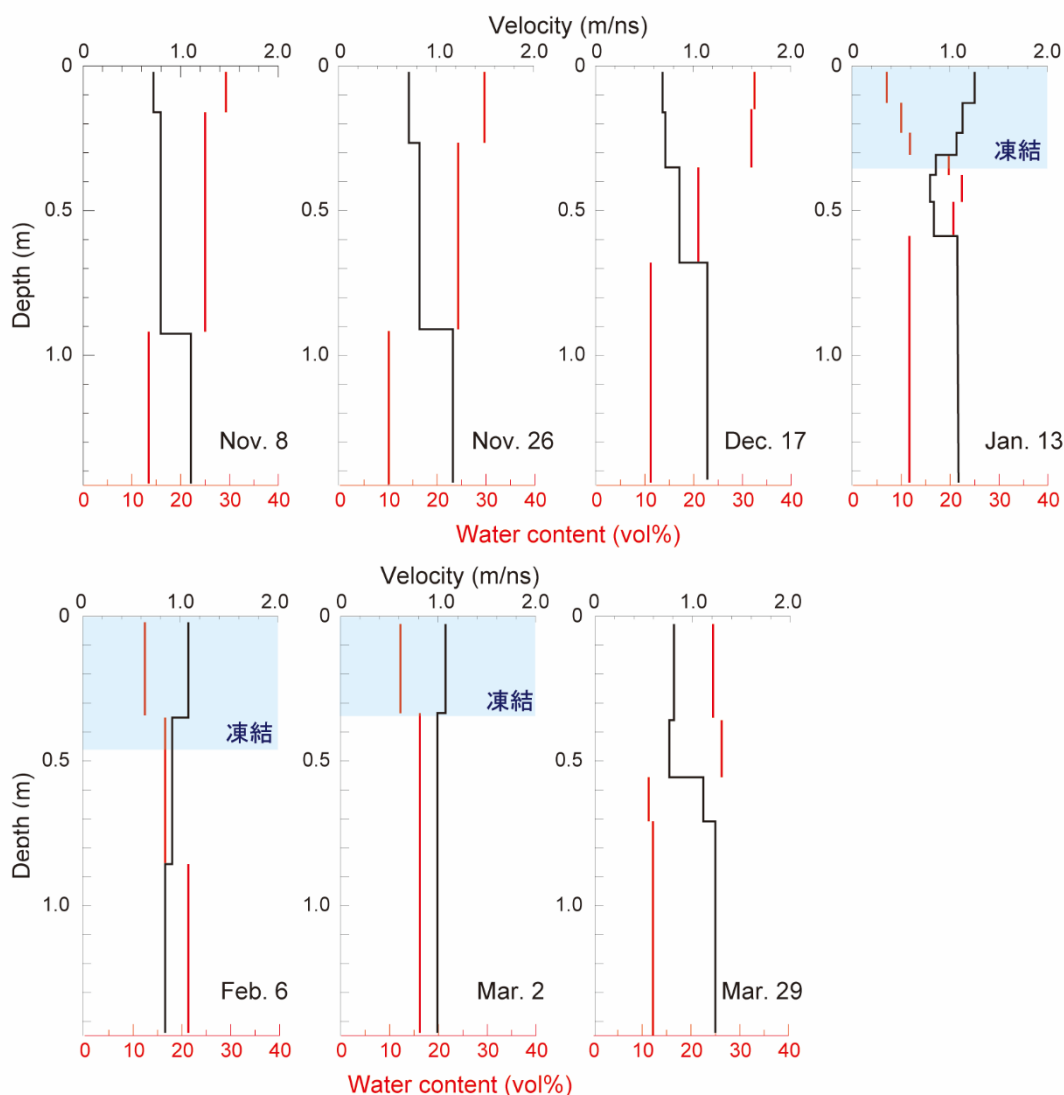 Velocity (m/ns)
0 1.0 2.0 0 1.0 2.0 0 1.0 2.0 0 1.0 2.0
0
0.5
1.0
Depth (m)
凍結
Nov. 8 Nov. 26 Dec. 17 Jan. 13
0 10 20 30 40 0 10 20 30 40 0 10 20 30 40 0 10 20 30 40
Water content (vol%)
Velocity (m/ns)
0 1.0 2.0 0 1.0 2.0 0 1.0 2.0
0
0.5
1.0
Depth (m)
凍結 凍結
Feb. 6 Mar. 2 Mar. 29
0 10 20 30 40 0 10 20 30 40 0 10 20 30 40
Water content (vol%)